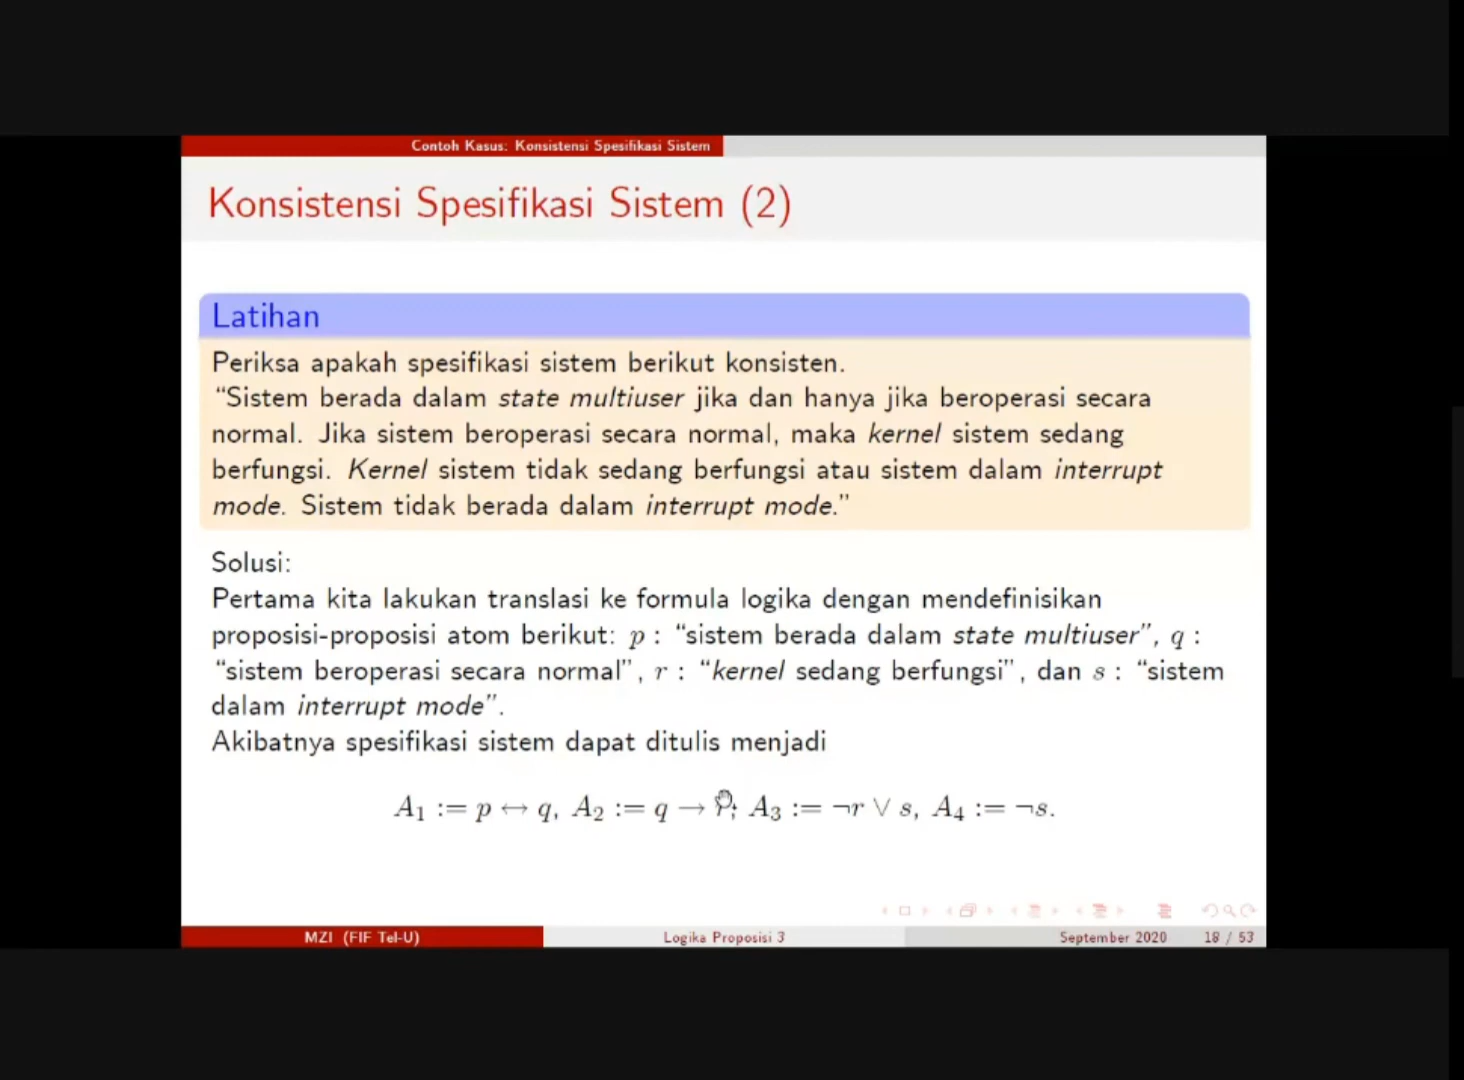 Contoh Kasus: Konsistensi Spesifikasi Sistem
Konsistensi Spesifikasi Sistem (2)
Latihan
Periksa apakah spesifikasi sistem berikut konsisten.
“Sistem berada dalam state multiuser jika dan hanya jika beroperasi secara
normal. Jika sistem beroperasi secara normal, maka kernel sistem sedang
berfungsi. Kernel sistem tidak sedang berfungsi atau sistem dalam interrupt
mode. Sistem tidak berada dalam interrupt mode.”
Solusi:
Pertama kita lakukan translasi ke formula logika dengan mendefinisikan
proposisi-proposisi atom berikut: p : “sistem berada dalam state multiuser”, q :
“sistem beroperasi secara normal”, r : “kernel sedang berfungsi”, dan s : “sistem
dalam interrupt mode”.
Akibatnya spesifikasi sistem dapat ditulis menjadi
A₁ := p ↔ q, A₂ := q → , A₃ := ¬r ∨ s, A₄ := ¬s.
MZI (FIF Tel-U) Logika Proposisi 3 September 2020 18 / 53